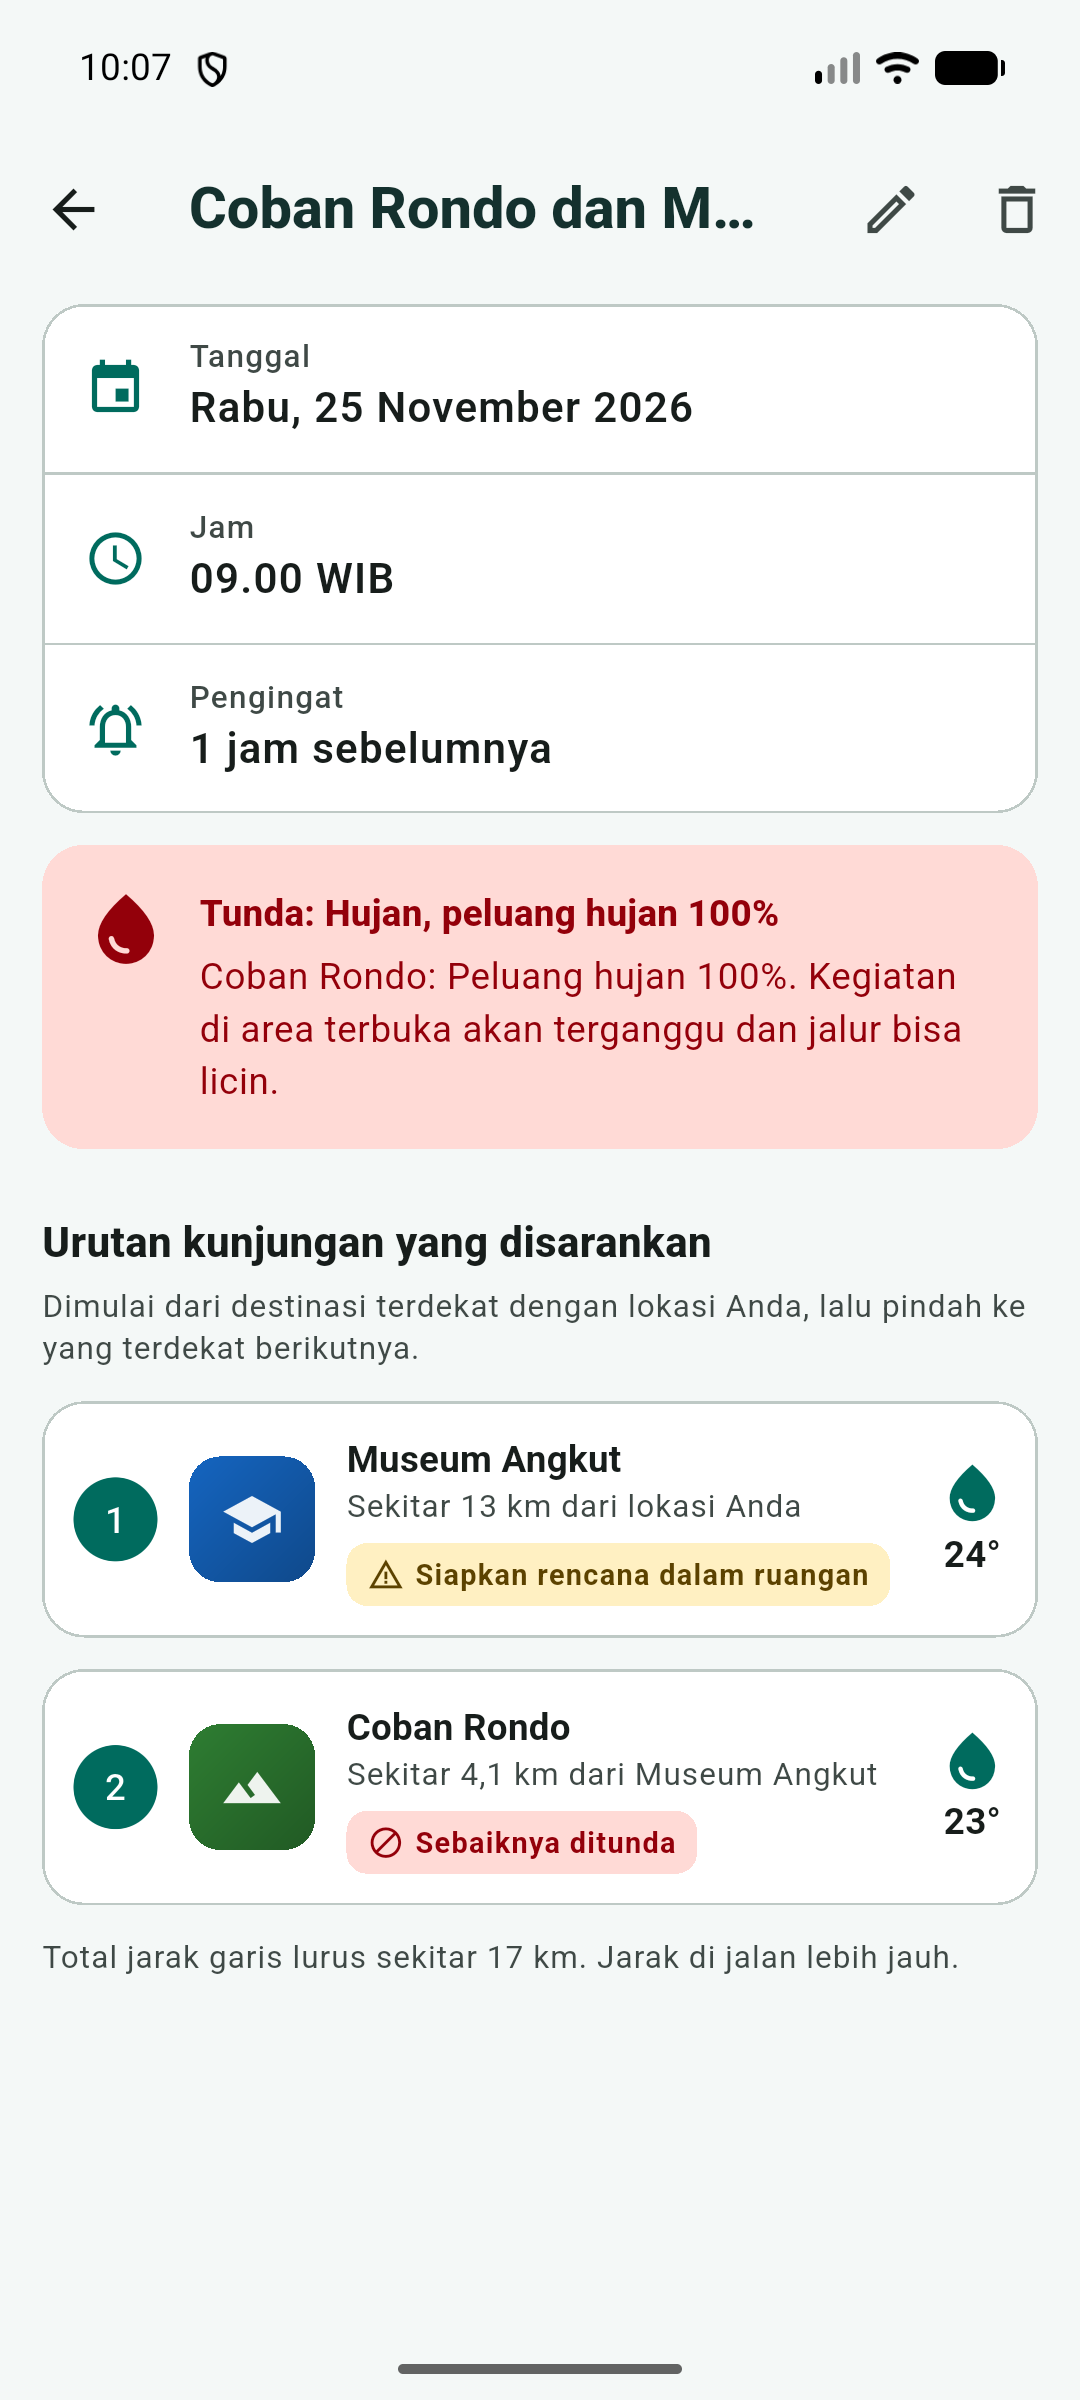 10:07
Coban Rondo dan M...
Tanggal
Rabu, 25 November 2026
Jam
09.00 WIB
Pengingat
1 jam sebelumnya
Tunda: Hujan, peluang hujan 100%
Coban Rondo: Peluang hujan 100%. Kegiatan
di area terbuka akan terganggu dan jalur bisa
licin.
Urutan kunjungan yang disarankan
Dimulai dari destinasi terdekat dengan lokasi Anda, lalu pindah ke
yang terdekat berikutnya.
1
Museum Angkut
Sekitar 13 km dari lokasi Anda
Siapkan rencana dalam ruangan
24°
2
Coban Rondo
Sekitar 4,1 km dari Museum Angkut
Sebaiknya ditunda
23°
Total jarak garis lurus sekitar 17 km. Jarak di jalan lebih jauh.